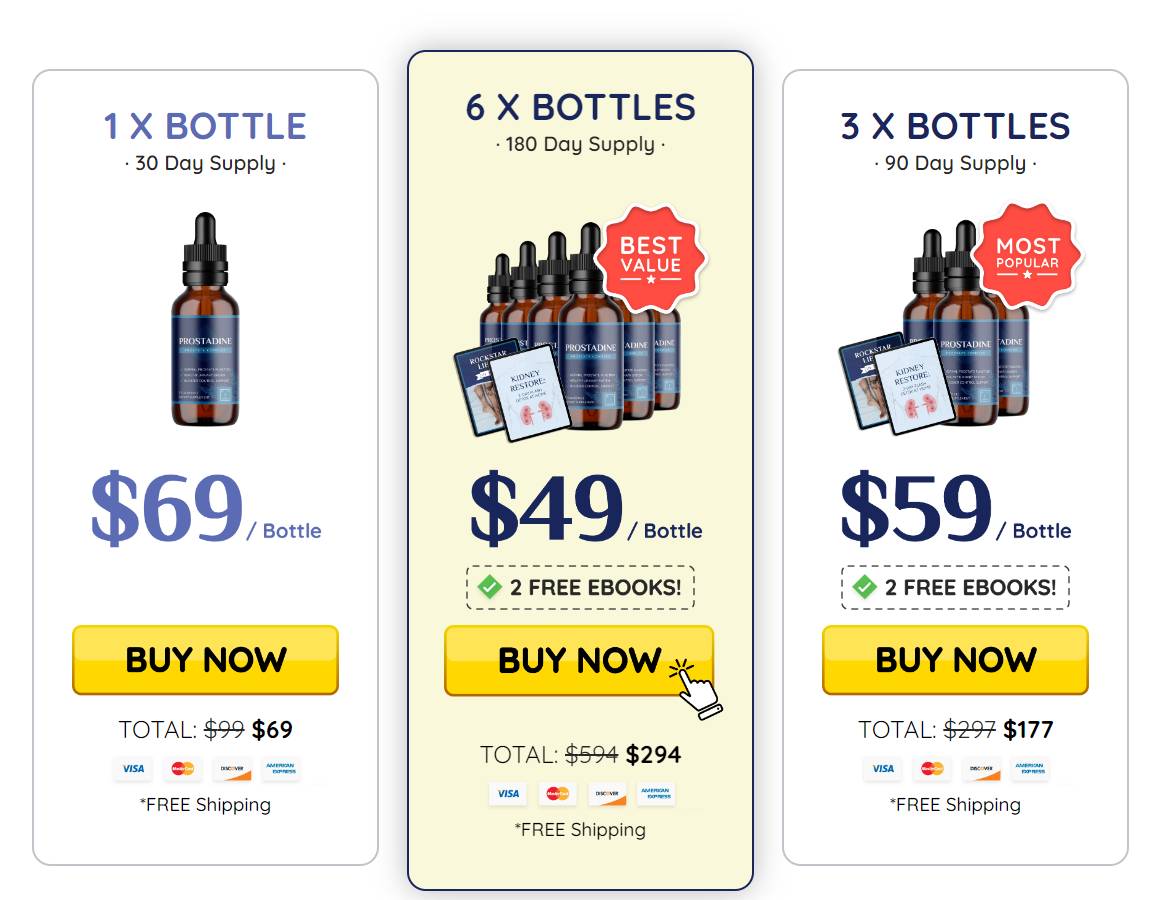 1 X BOTTLE
· 30 Day Supply ·
PROSTADINE
$69 / Bottle
BUY NOW
TOTAL: $99 $69
VISA MasterCard DISCOVER AMERICAN EXPRESS
*FREE Shipping
6 X BOTTLES
· 180 Day Supply ·
BEST
VALUE
PROSTADINE
ROCKSTAR
KIDNEY
RESTORE:
$49 / Bottle
2 FREE EBOOKS!
BUY NOW
TOTAL: $594 $294
VISA MasterCard DISCOVER AMERICAN EXPRESS
*FREE Shipping
3 X BOTTLES
· 90 Day Supply ·
MOST
POPULAR
PROSTADINE
ROCKSTAR
KIDNEY
RESTORE:
$59 / Bottle
2 FREE EBOOKS!
BUY NOW
TOTAL: $297 $177
VISA MasterCard DISCOVER AMERICAN EXPRESS
*FREE Shipping